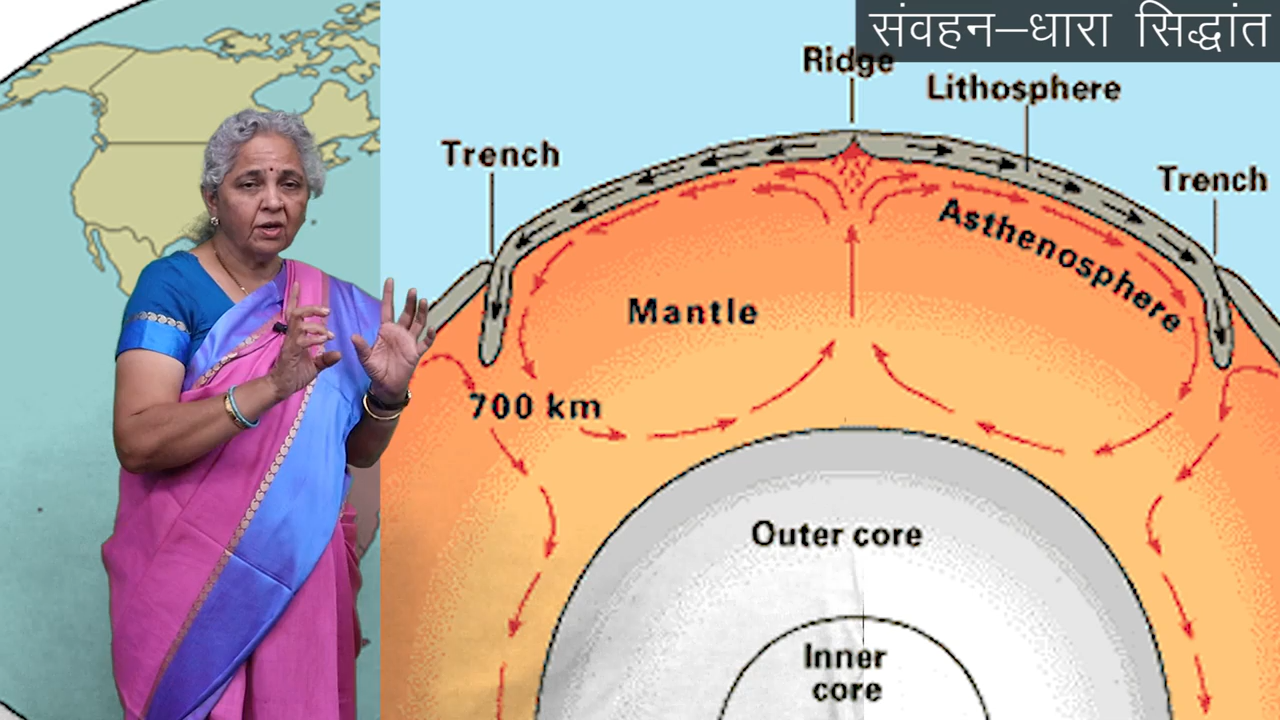 संवहन–धारा सिद्धांत
Ridge
Lithosphere
Trench
Trench
Asthenosphere
Mantle
700 km
Outer core
Inner
core